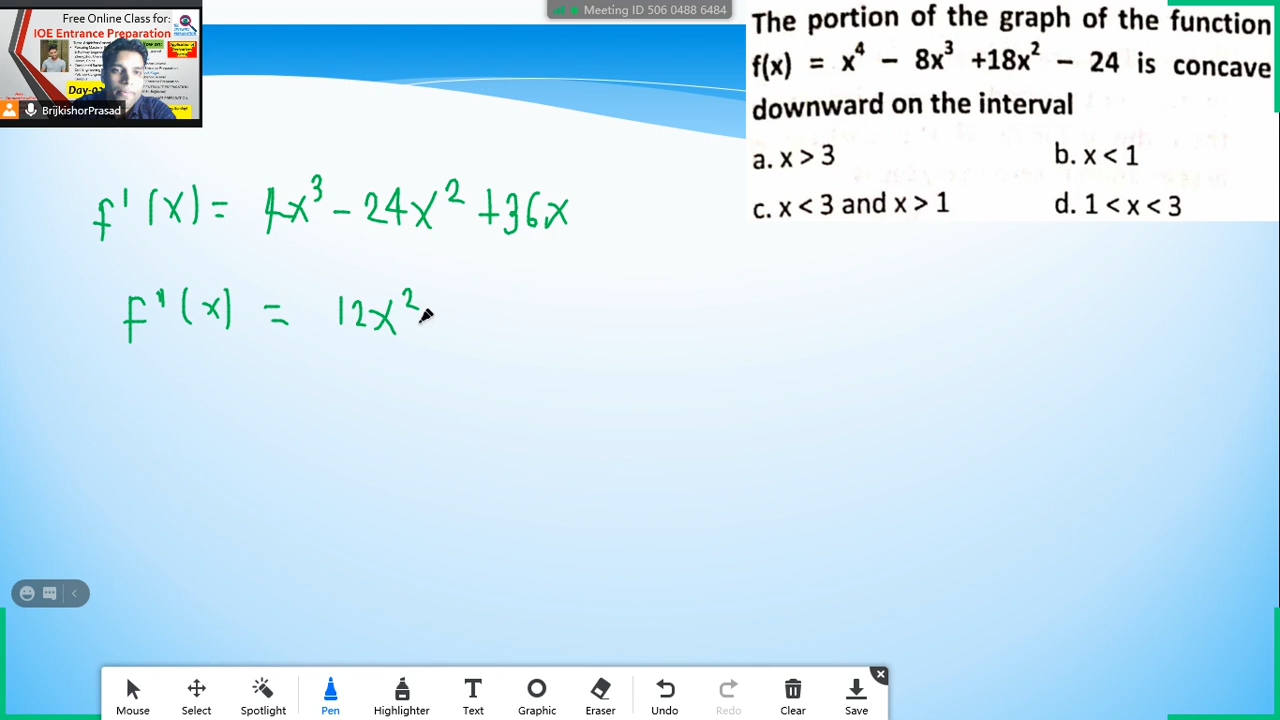 Meeting ID 506 0488 6484
Free Online Class for:
IOE Entrance Preparation
BrijkishorPrasad
The portion of the graph of the function
f(x) = x⁴ − 8x³ +18x² − 24 is concave
downward on the interval
a. x > 3
b. x < 1
c. x < 3 and x > 1
d. 1 < x < 3
f'(x) = 4x³ − 24x² + 36x
f''(x) = 12x²
Mouse
Select
Spotlight
Pen
Highlighter
Text
Graphic
Eraser
Undo
Redo
Clear
Save